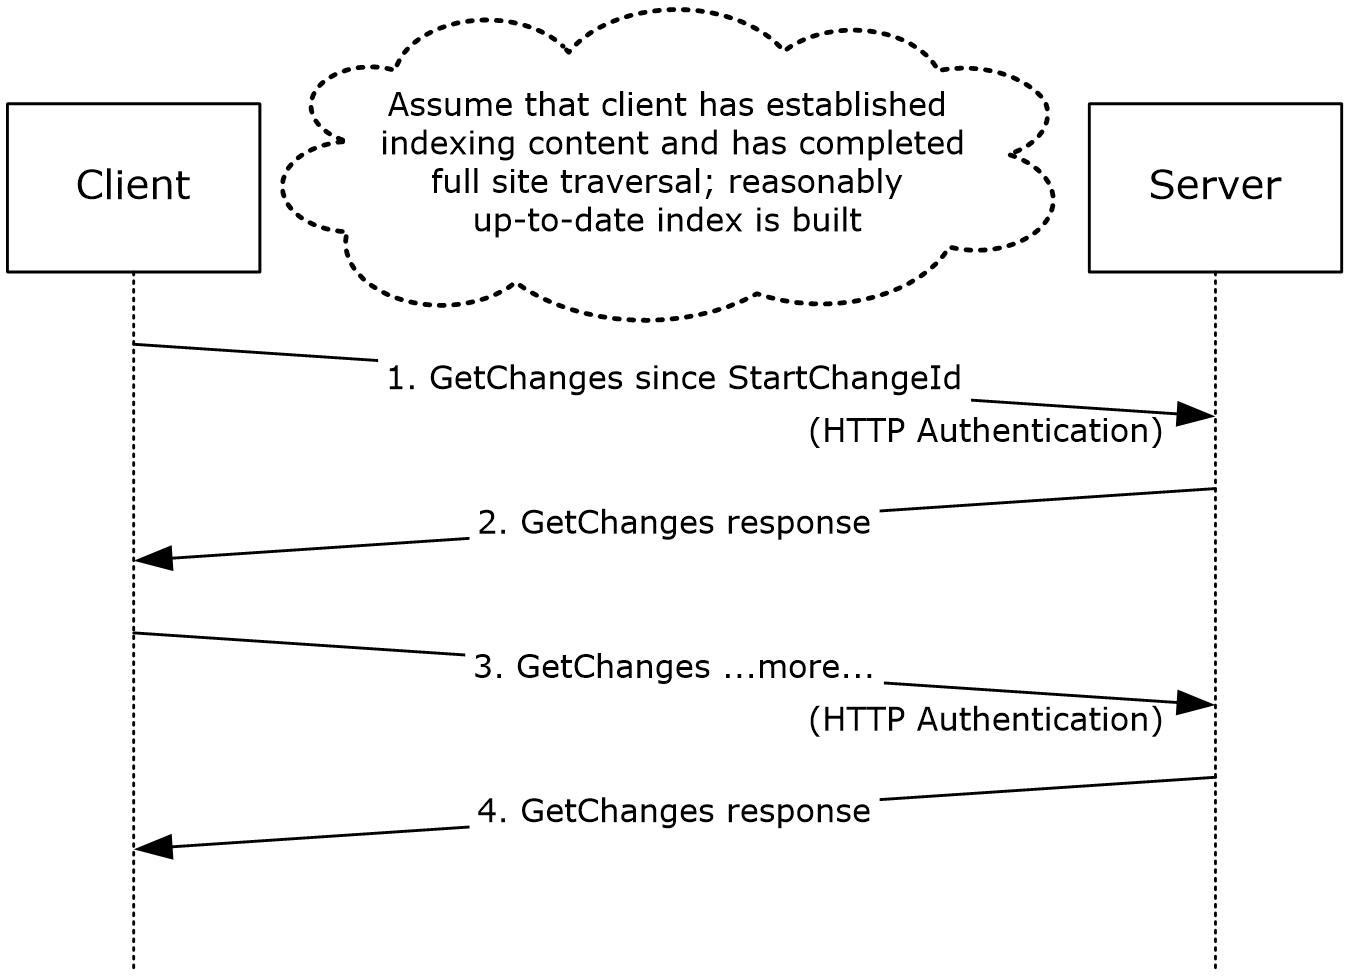 Assume that client has established
indexing content and has completed
full site traversal; reasonably
up-to-date index is built
Client
Server
1. GetChanges since StartChangeId
(HTTP Authentication)
2. GetChanges response
3. GetChanges ...more...
(HTTP Authentication)
4. GetChanges response